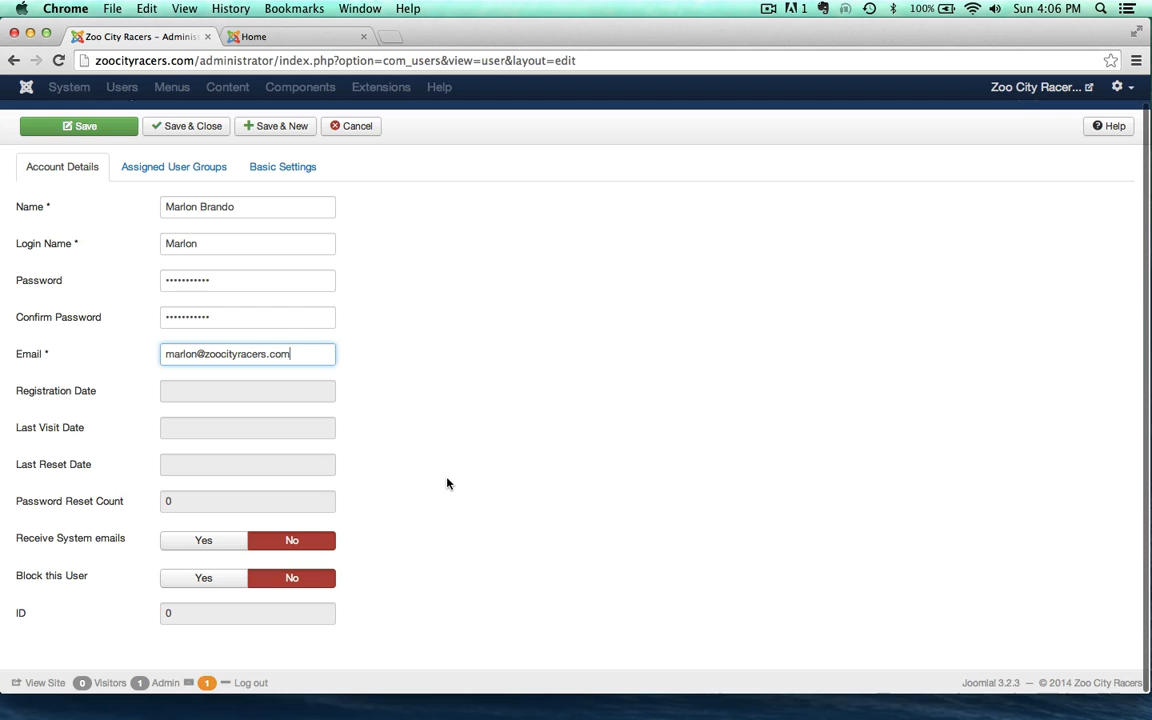 Chrome File Edit View History Bookmarks Window Help 1 100% Sun 4:06 PM
Zoo City Racers - Adminis × Home ×
zoocityracers.com/administrator/index.php?option=com_users&view=user&layout=edit
System Users Menus Content Components Extensions Help Zoo City Racer...
Save Save & Close Save & New Cancel Help
Account Details Assigned User Groups Basic Settings
Name * Marlon Brando
Login Name * Marlon
Password •••••••••••
Confirm Password •••••••••••
Email * marlon@zoocityracers.com
Registration Date
Last Visit Date
Last Reset Date
Password Reset Count 0
Receive System emails Yes No
Block this User Yes No
ID 0
View Site 0 Visitors 1 Admin 1 Log out Joomla! 3.2.3 — © 2014 Zoo City Racers